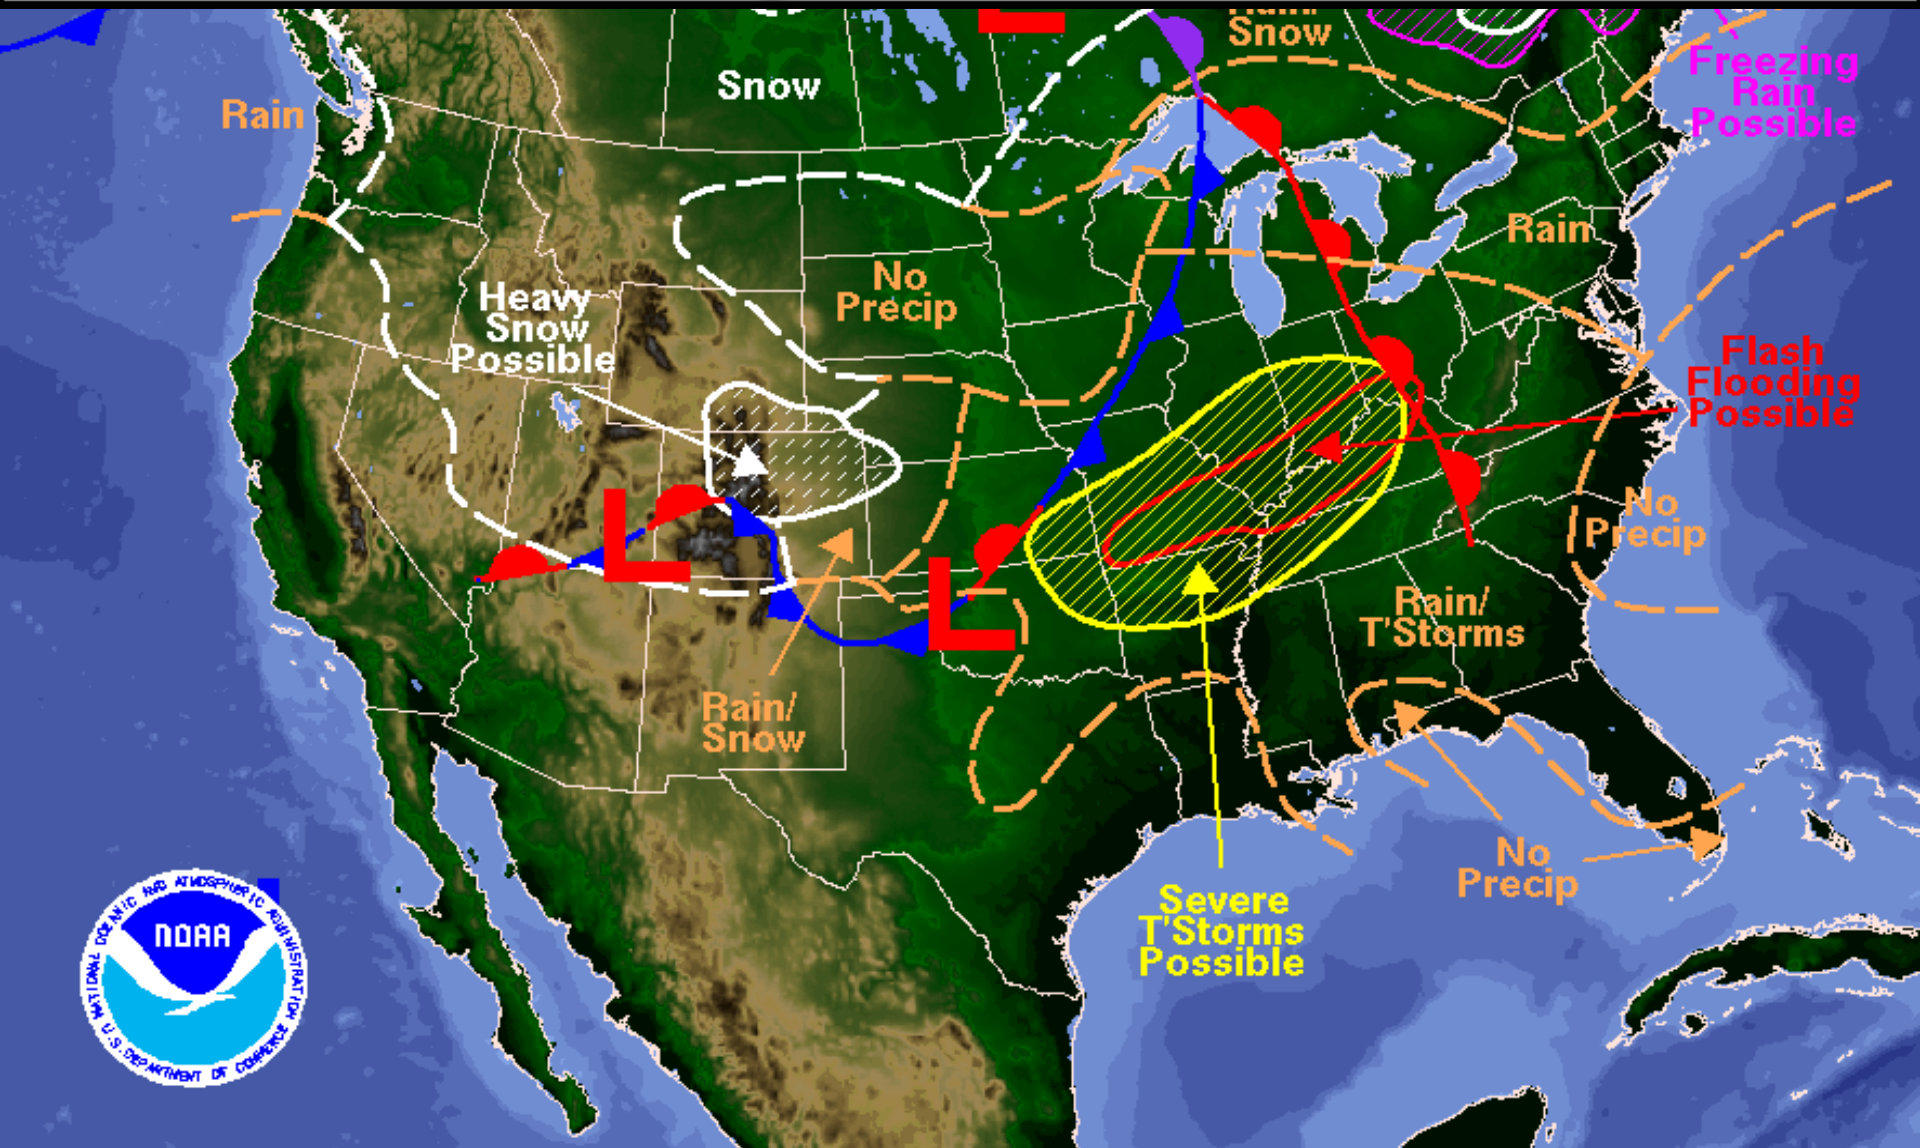 Rain/
Snow
Snow
Freezing
Rain
Possible
Rain
Rain
No
Precip
Heavy
Snow
Possible
Flash
Flooding
Possible
L
No
Precip
L
Rain/
T'Storms
Rain/
Snow
No
Precip
Severe
T'Storms
Possible
NOAA
NATIONAL OCEANIC AND ATMOSPHERIC ADMINISTRATION
U.S. DEPARTMENT OF COMMERCE